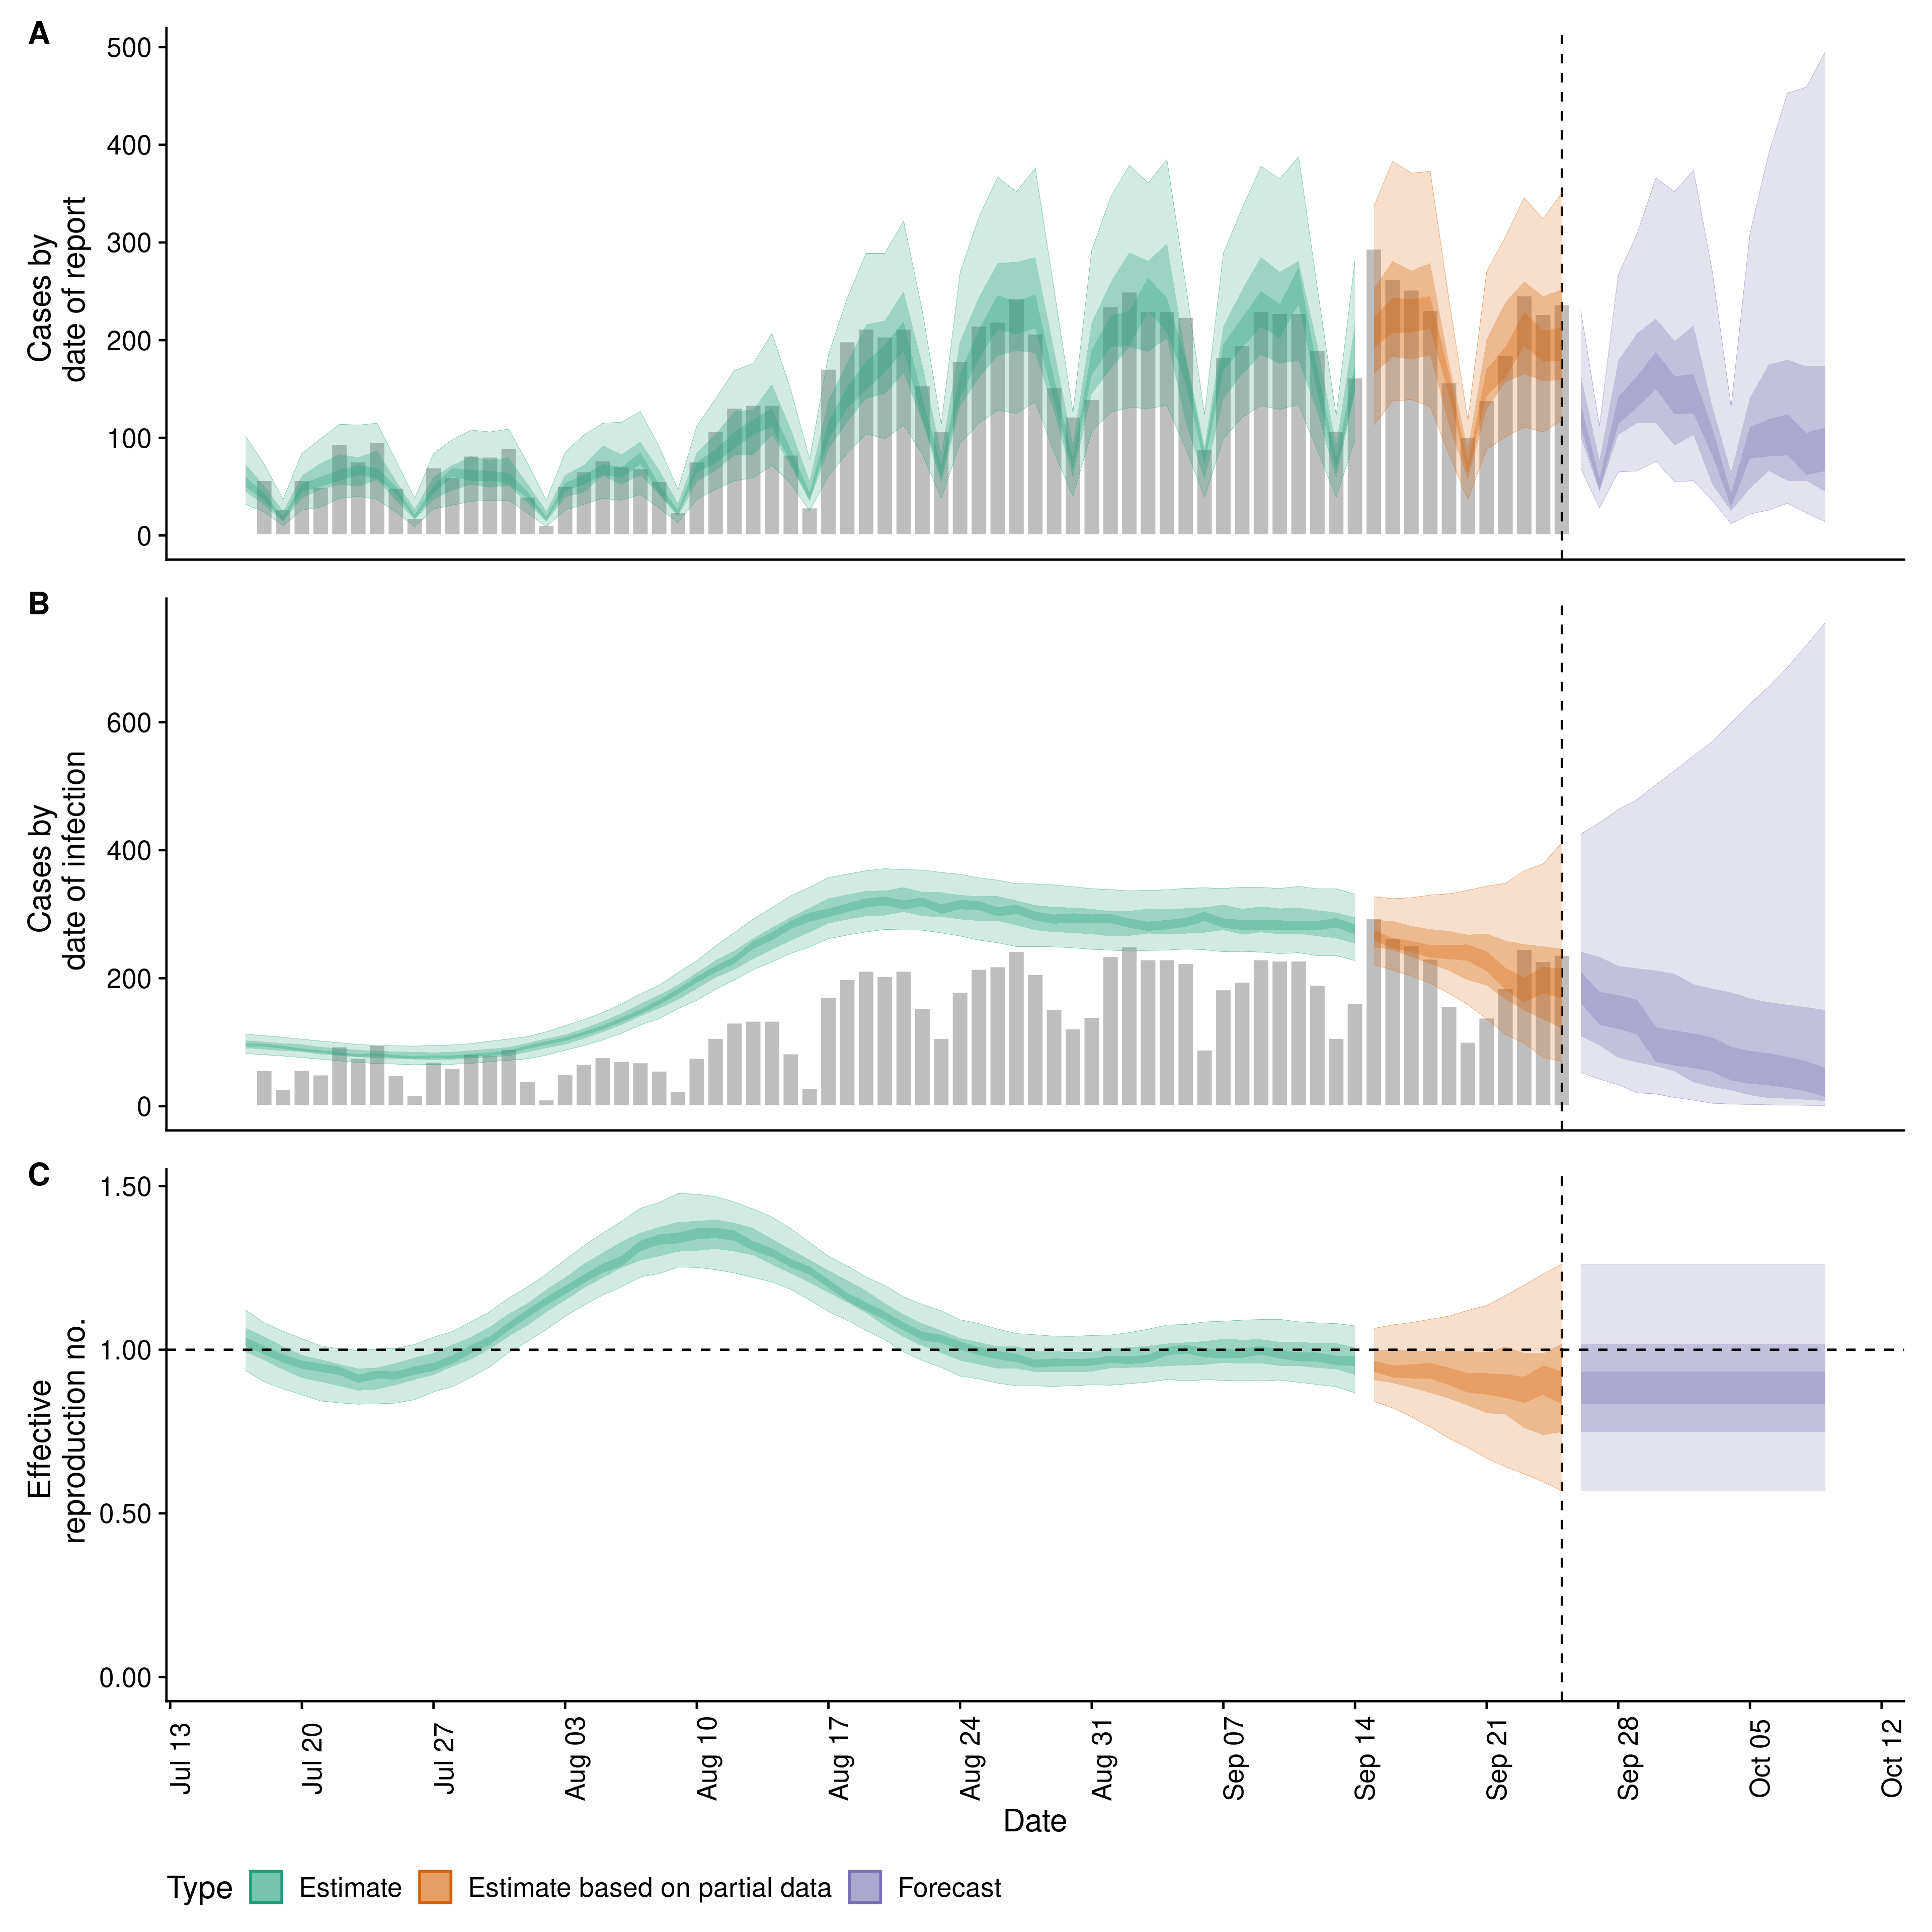 A
500
400
300
200
100
0
Cases by
date of report
B
600
400
200
0
Cases by
date of infection
C
1.50
1.00
0.50
0.00
Effective
reproduction no.
Jul 13
Jul 20
Jul 27
Aug 03
Aug 10
Aug 17
Aug 24
Aug 31
Sep 07
Sep 14
Sep 21
Sep 28
Oct 05
Oct 12
Date
Type Estimate Estimate based on partial data Forecast